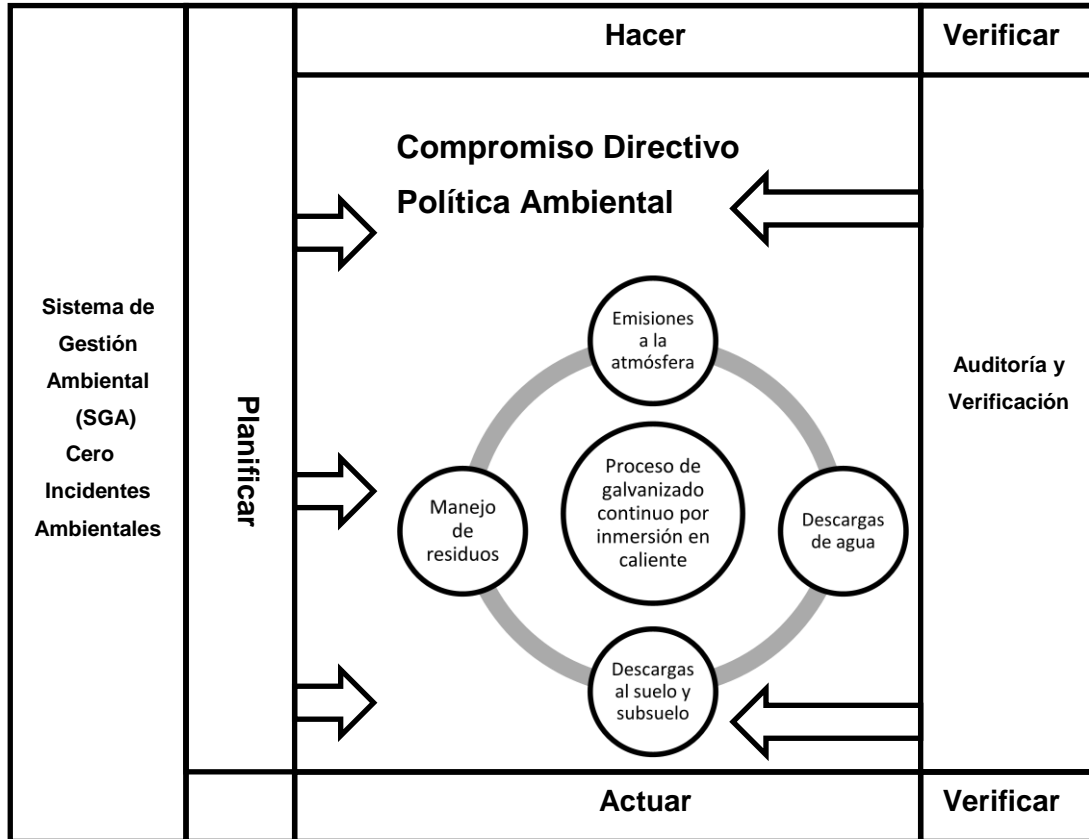 Hacer
Verificar
Sistema de
Gestión
Ambiental
(SGA)
Cero
Incidentes
Ambientales
Planificar
Compromiso Directivo
Política Ambiental
Emisiones
a la
atmósfera
Manejo
de
residuos
Proceso de
galvanizado
continuo por
inmersión en
caliente
Descargas
de agua
Descargas
al suelo y
subsuelo
Auditoría y
Verificación
Actuar
Verificar